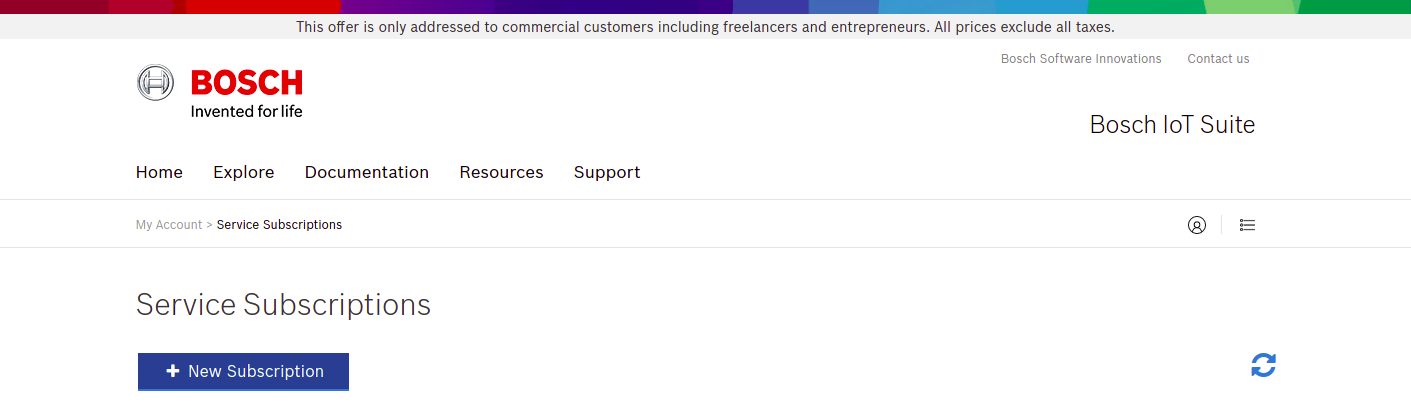 This offer is only addressed to commercial customers including freelancers and entrepreneurs. All prices exclude all taxes.
Bosch Software Innovations Contact us
BOSCH
Invented for life
Bosch IoT Suite
Home Explore Documentation Resources Support
My Account > Service Subscriptions
Service Subscriptions
New Subscription